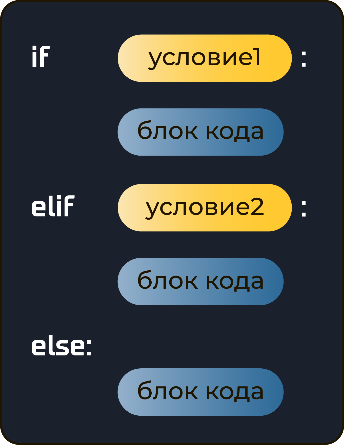 if условие1 :
блок кода
elif условие2 :
блок кода
else:
блок кода